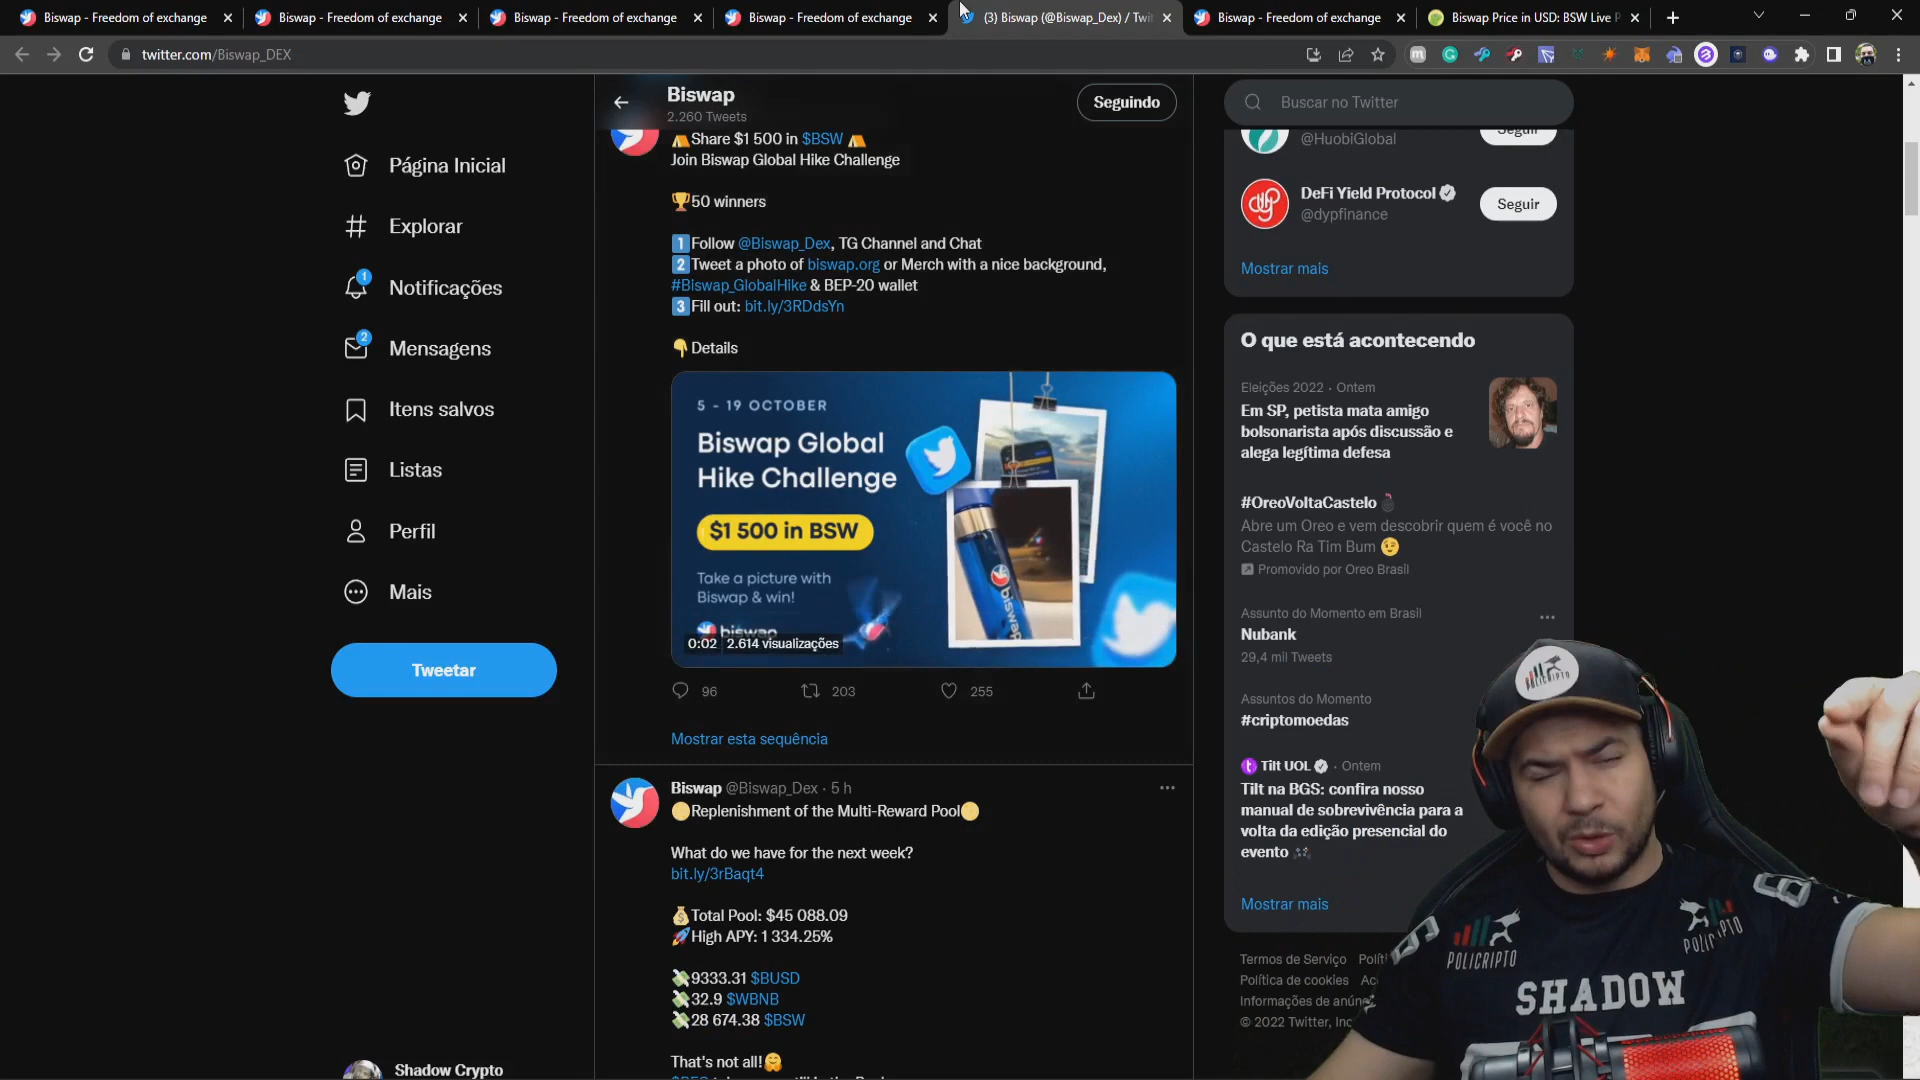 Biswap - Freedom of exchange
Biswap - Freedom of exchange
Biswap - Freedom of exchange
Biswap - Freedom of exchange
(3) Biswap (@Biswap_Dex) / Twit
Biswap - Freedom of exchange
Biswap Price in USD: BSW Live P
twitter.com/Biswap_DEX
Página Inicial
Explorar
1
Notificações
2
Mensagens
Itens salvos
Listas
Perfil
Mais
Tweetar
Shadow Crypto
Biswap
2.260 Tweets
Seguindo
Share $1 500 in $BSW
Join Biswap Global Hike Challenge
50 winners
1 Follow @Biswap_Dex, TG Channel and Chat
2 Tweet a photo of biswap.org or Merch with a nice background,
#Biswap_GlobalHike & BEP-20 wallet
3 Fill out: bit.ly/3RDdsYn
Details
5 - 19 OCTOBER
Biswap Global
Hike Challenge
$1 500 in BSW
Take a picture with
Biswap & win!
biswap
biswap
0:02 2.614 visualizações
96 203 255
Mostrar esta sequência
Biswap @Biswap_Dex · 5 h
Replenishment of the Multi-Reward Pool
What do we have for the next week?
bit.ly/3rBaqt4
Total Pool: $45 088.09
High APY: 1 334.25%
9333.31 $BUSD
32.9 $WBNB
28 674.38 $BSW
That's not all!
Buscar no Twitter
@HuobiGlobal
Seguir
DeFi Yield Protocol
@dypfinance
Seguir
Mostrar mais
O que está acontecendo
Eleições 2022 · Ontem
Em SP, petista mata amigo
bolsonarista após discussão e
alega legítima defesa
#OreoVoltaCastelo
Abre um Oreo e vem descobrir quem é você no
Castelo Ra Tim Bum
Promovido por Oreo Brasil
Assunto do Momento em Brasil
Nubank
29,4 mil Tweets
Assuntos do Momento
#criptomoedas
Tilt UOL · Ontem
Tilt na BGS: confira nosso
manual de sobrevivência para a
volta da edição presencial do
evento
Mostrar mais
Termos de Serviço
Política de cookies
Informações de
© 2022 Twitter, Inc
POLICRIPTO
POLICRIPTO
POLICRIPTO
SHADOW